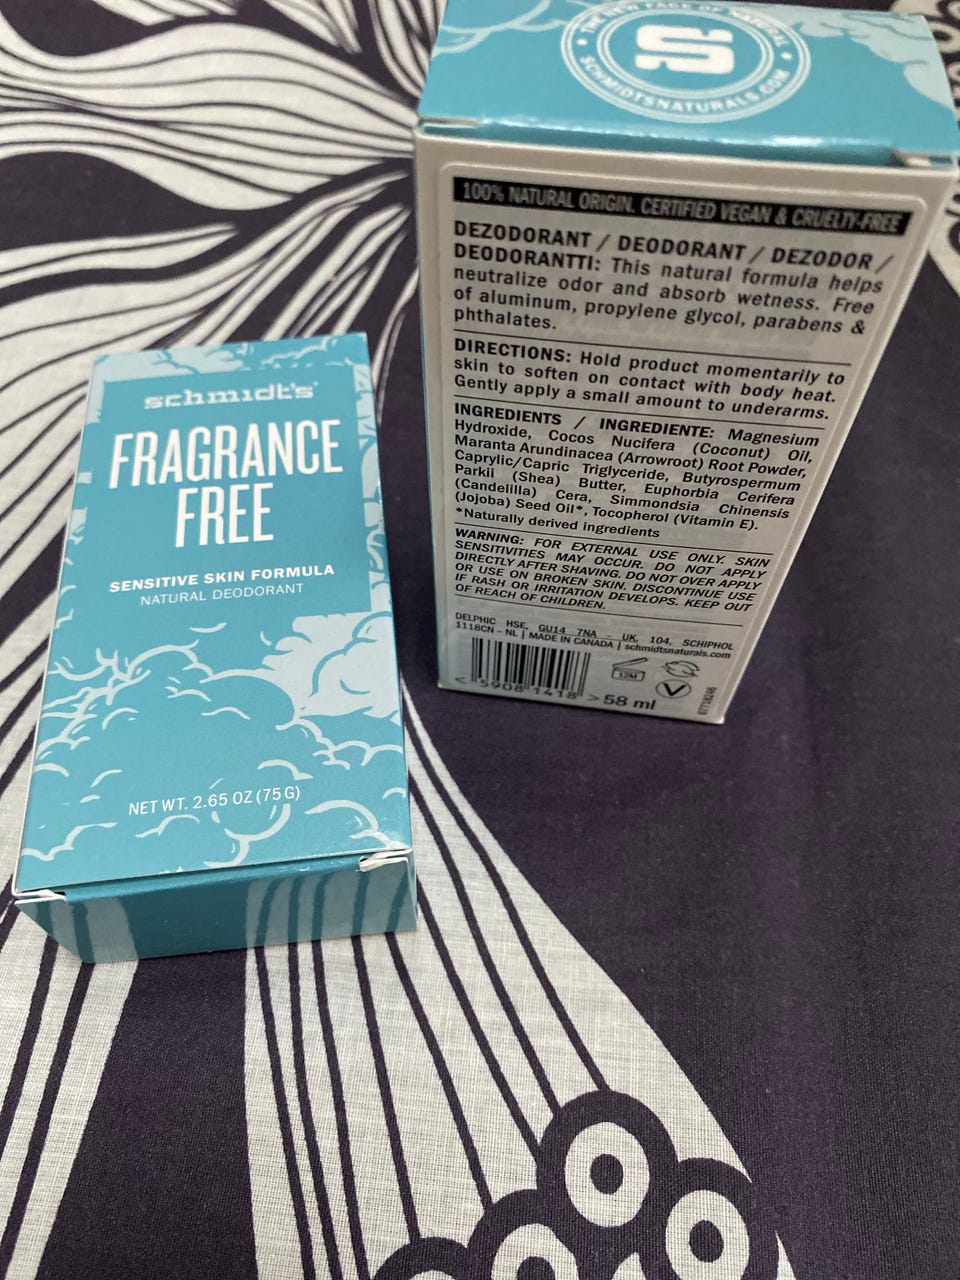 schmidt's
FRAGRANCE
FREE
SENSITIVE SKIN FORMULA
NATURAL DEODORANT
NET WT. 2.65 OZ (75 G)
THE NEW FACE OF NATURAL
S
SCHMIDTSNATURALS.COM
100% NATURAL ORIGIN. CERTIFIED VEGAN & CRUELTY-FREE
DEZODORANT / DEODORANT / DEZODOR /
DEODORANTTI: This natural formula helps
neutralize odor and absorb wetness. Free
of aluminum, propylene glycol, parabens &
phthalates.
DIRECTIONS: Hold product momentarily to
skin to soften on contact with body heat.
Gently apply a small amount to underarms.
INGREDIENTS / INGREDIENTE: Magnesium
Hydroxide, Cocos Nucifera (Coconut) Oil,
Maranta Arundinacea (Arrowroot) Root Powder,
Caprylic/Capric Triglyceride, Butyrospermum
Parkii (Shea) Butter, Euphorbia Cerifera
(Candelilla) Cera, Simmondsia Chinensis
(Jojoba) Seed Oil*, Tocopherol (Vitamin E).
*Naturally derived ingredients
WARNING: FOR EXTERNAL USE ONLY. SKIN
SENSITIVITIES MAY OCCUR. DO NOT APPLY
DIRECTLY AFTER SHAVING. DO NOT OVER APPLY
OR USE ON BROKEN SKIN. DISCONTINUE USE
IF RASH OR IRRITATION DEVELOPS. KEEP OUT
OF REACH OF CHILDREN.
DELPHIC HSE, GU14 7NA - UK. 104, SCHIPHOL
1118CN - NL | MADE IN CANADA | schmidtsnaturals.com
12M
< 5908 1418 > 58 ml